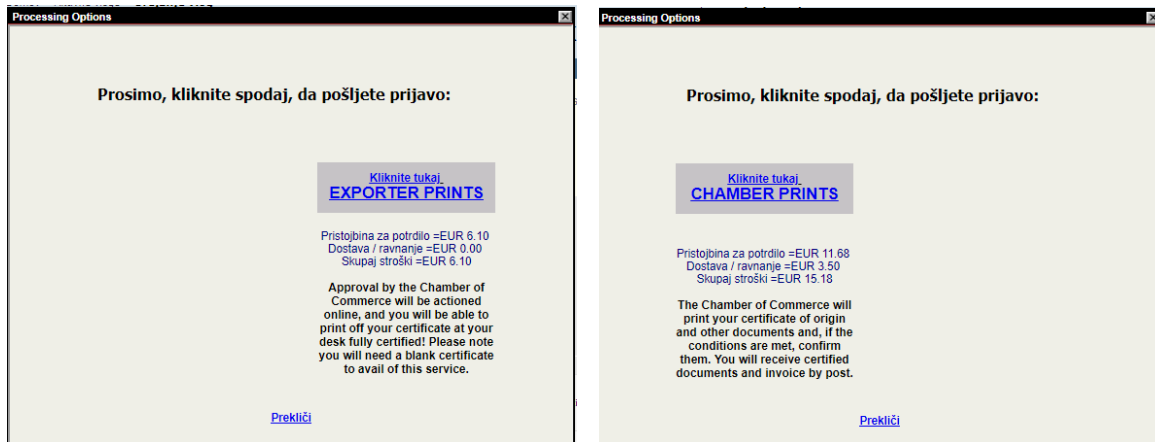 Processing Options
Prosimo, kliknite spodaj, da pošljete prijavo:
Kliknite tukaj
EXPORTER PRINTS
Pristojbina za potrdilo =EUR 6.10
Dostava / ravnanje =EUR 0.00
Skupaj stroški =EUR 6.10
Approval by the Chamber of
Commerce will be actioned
online, and you will be able to
print off your certificate at your
desk fully certified! Please note
you will need a blank certificate
to avail of this service.
Prekliči
Processing Options
Prosimo, kliknite spodaj, da pošljete prijavo:
Kliknite tukaj
CHAMBER PRINTS
Pristojbina za potrdilo =EUR 11.68
Dostava / ravnanje =EUR 3.50
Skupaj stroški =EUR 15.18
The Chamber of Commerce will
print your certificate of origin
and other documents and, if the
conditions are met, confirm
them. You will receive certified
documents and invoice by post.
Prekliči